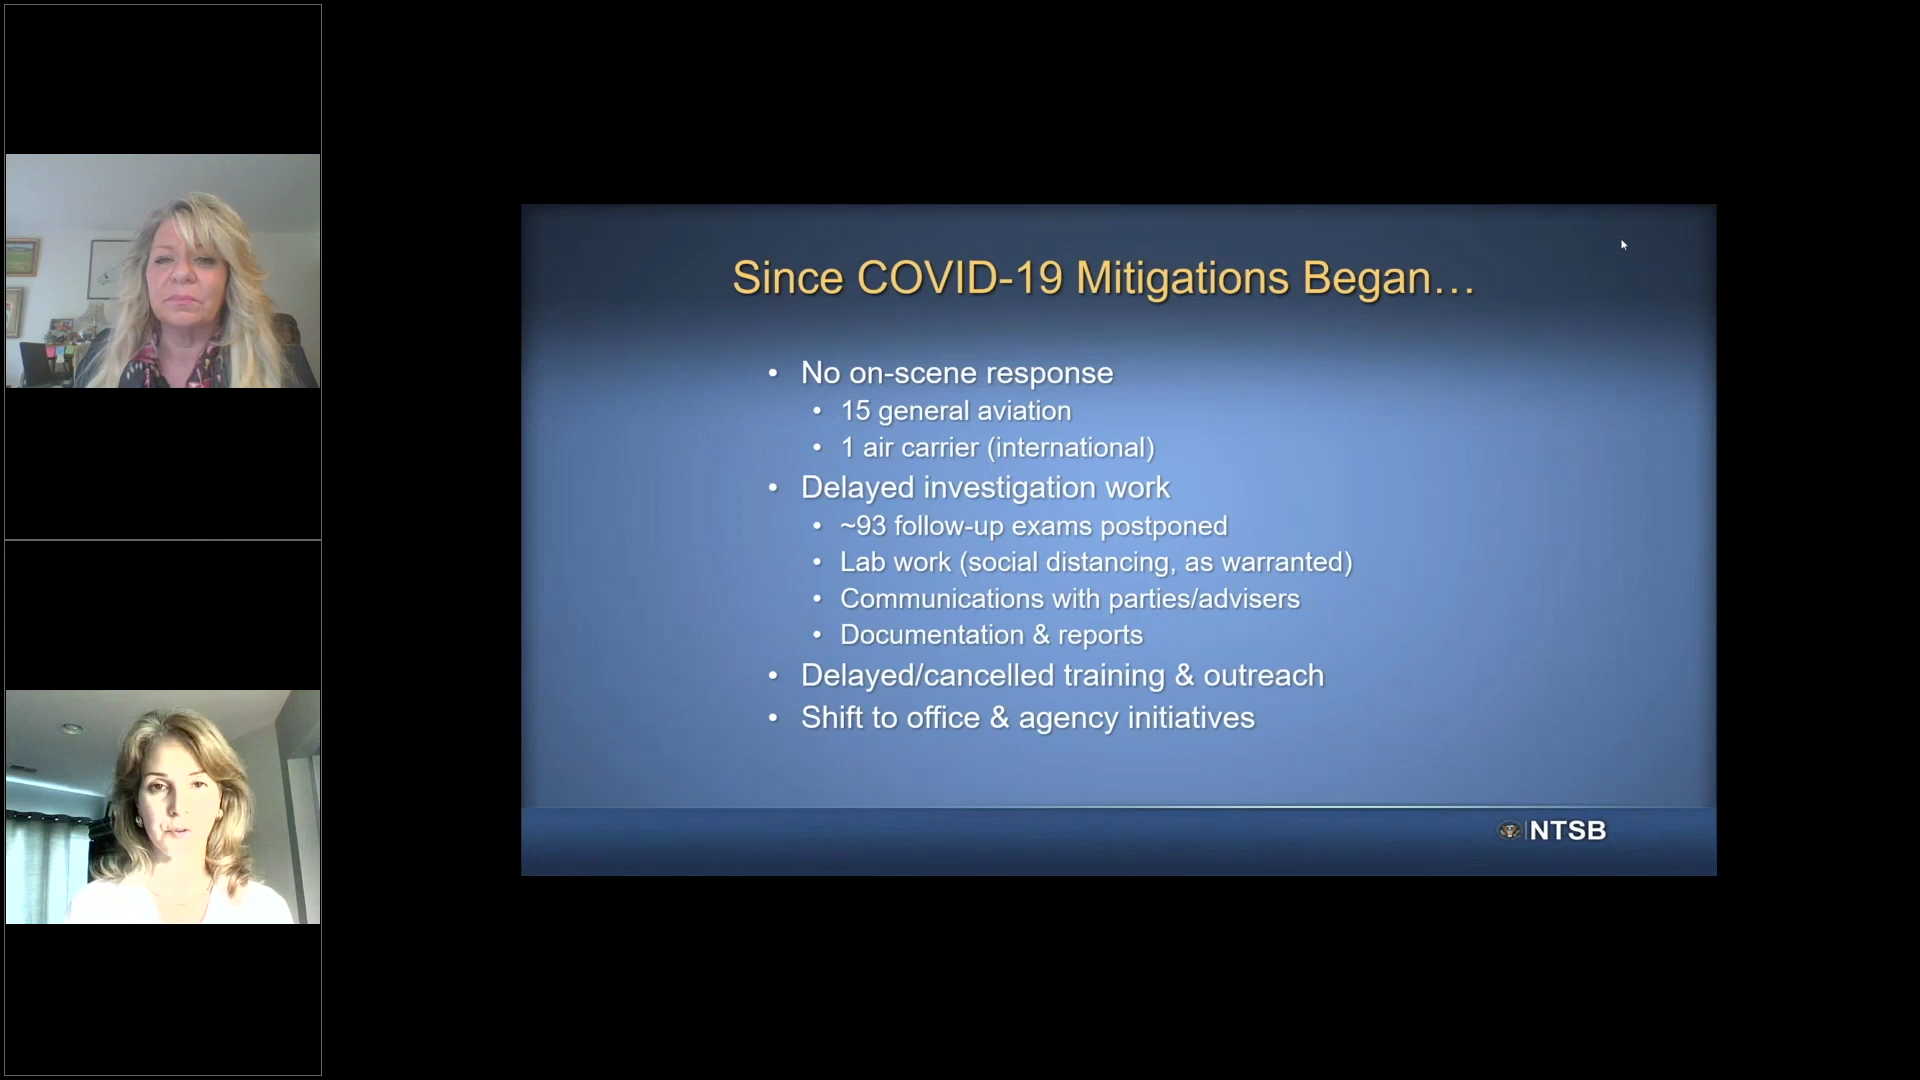 Since COVID-19 Mitigations Began…
• No on-scene response
• 15 general aviation
• 1 air carrier (international)
• Delayed investigation work
• ~93 follow-up exams postponed
• Lab work (social distancing, as warranted)
• Communications with parties/advisers
• Documentation & reports
• Delayed/cancelled training & outreach
• Shift to office & agency initiatives
NTSB